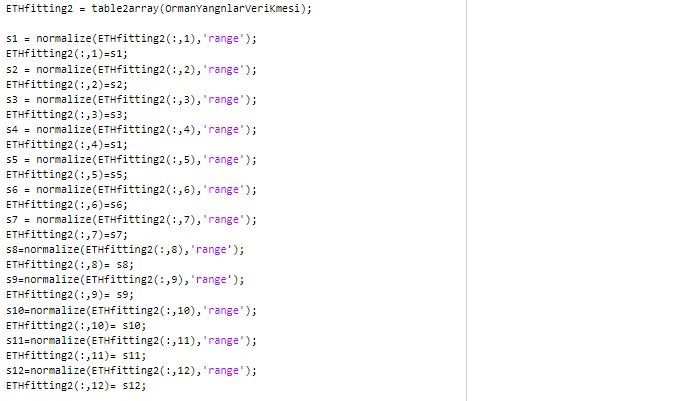 ETHfitting2 = table2array(OrmanYangnlarVeriKmesi);
s1 = normalize(ETHfitting2(:,1),'range');
ETHfitting2(:,1)=s1;
s2 = normalize(ETHfitting2(:,2),'range');
ETHfitting2(:,2)=s2;
s3 = normalize(ETHfitting2(:,3),'range');
ETHfitting2(:,3)=s3;
s4 = normalize(ETHfitting2(:,4),'range');
ETHfitting2(:,4)=s1;
s5 = normalize(ETHfitting2(:,5),'range');
ETHfitting2(:,5)=s5;
s6 = normalize(ETHfitting2(:,6),'range');
ETHfitting2(:,6)=s6;
s7 = normalize(ETHfitting2(:,7),'range');
ETHfitting2(:,7)=s7;
s8=normalize(ETHfitting2(:,8),'range');
ETHfitting2(:,8)= s8;
s9=normalize(ETHfitting2(:,9),'range');
ETHfitting2(:,9)= s9;
s10=normalize(ETHfitting2(:,10),'range');
ETHfitting2(:,10)= s10;
s11=normalize(ETHfitting2(:,11),'range');
ETHfitting2(:,11)= s11;
s12=normalize(ETHfitting2(:,12),'range');
ETHfitting2(:,12)= s12;